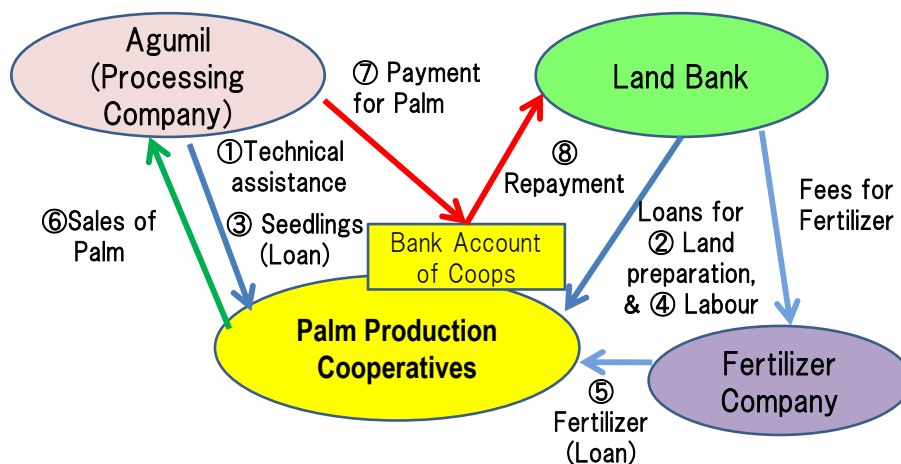 Agumil
(Processing
Company)
⑦ Payment
for Palm
Land Bank
①Technical
assistance
⑧
Repayment
Fees for
Fertilizer
⑥Sales of
Palm
③ Seedlings
(Loan)
Bank Account
of Coops
Loans for
② Land
preparation,
& ④ Labour
Palm Production
Cooperatives
Fertilizer
Company
⑤
Fertilizer
(Loan)